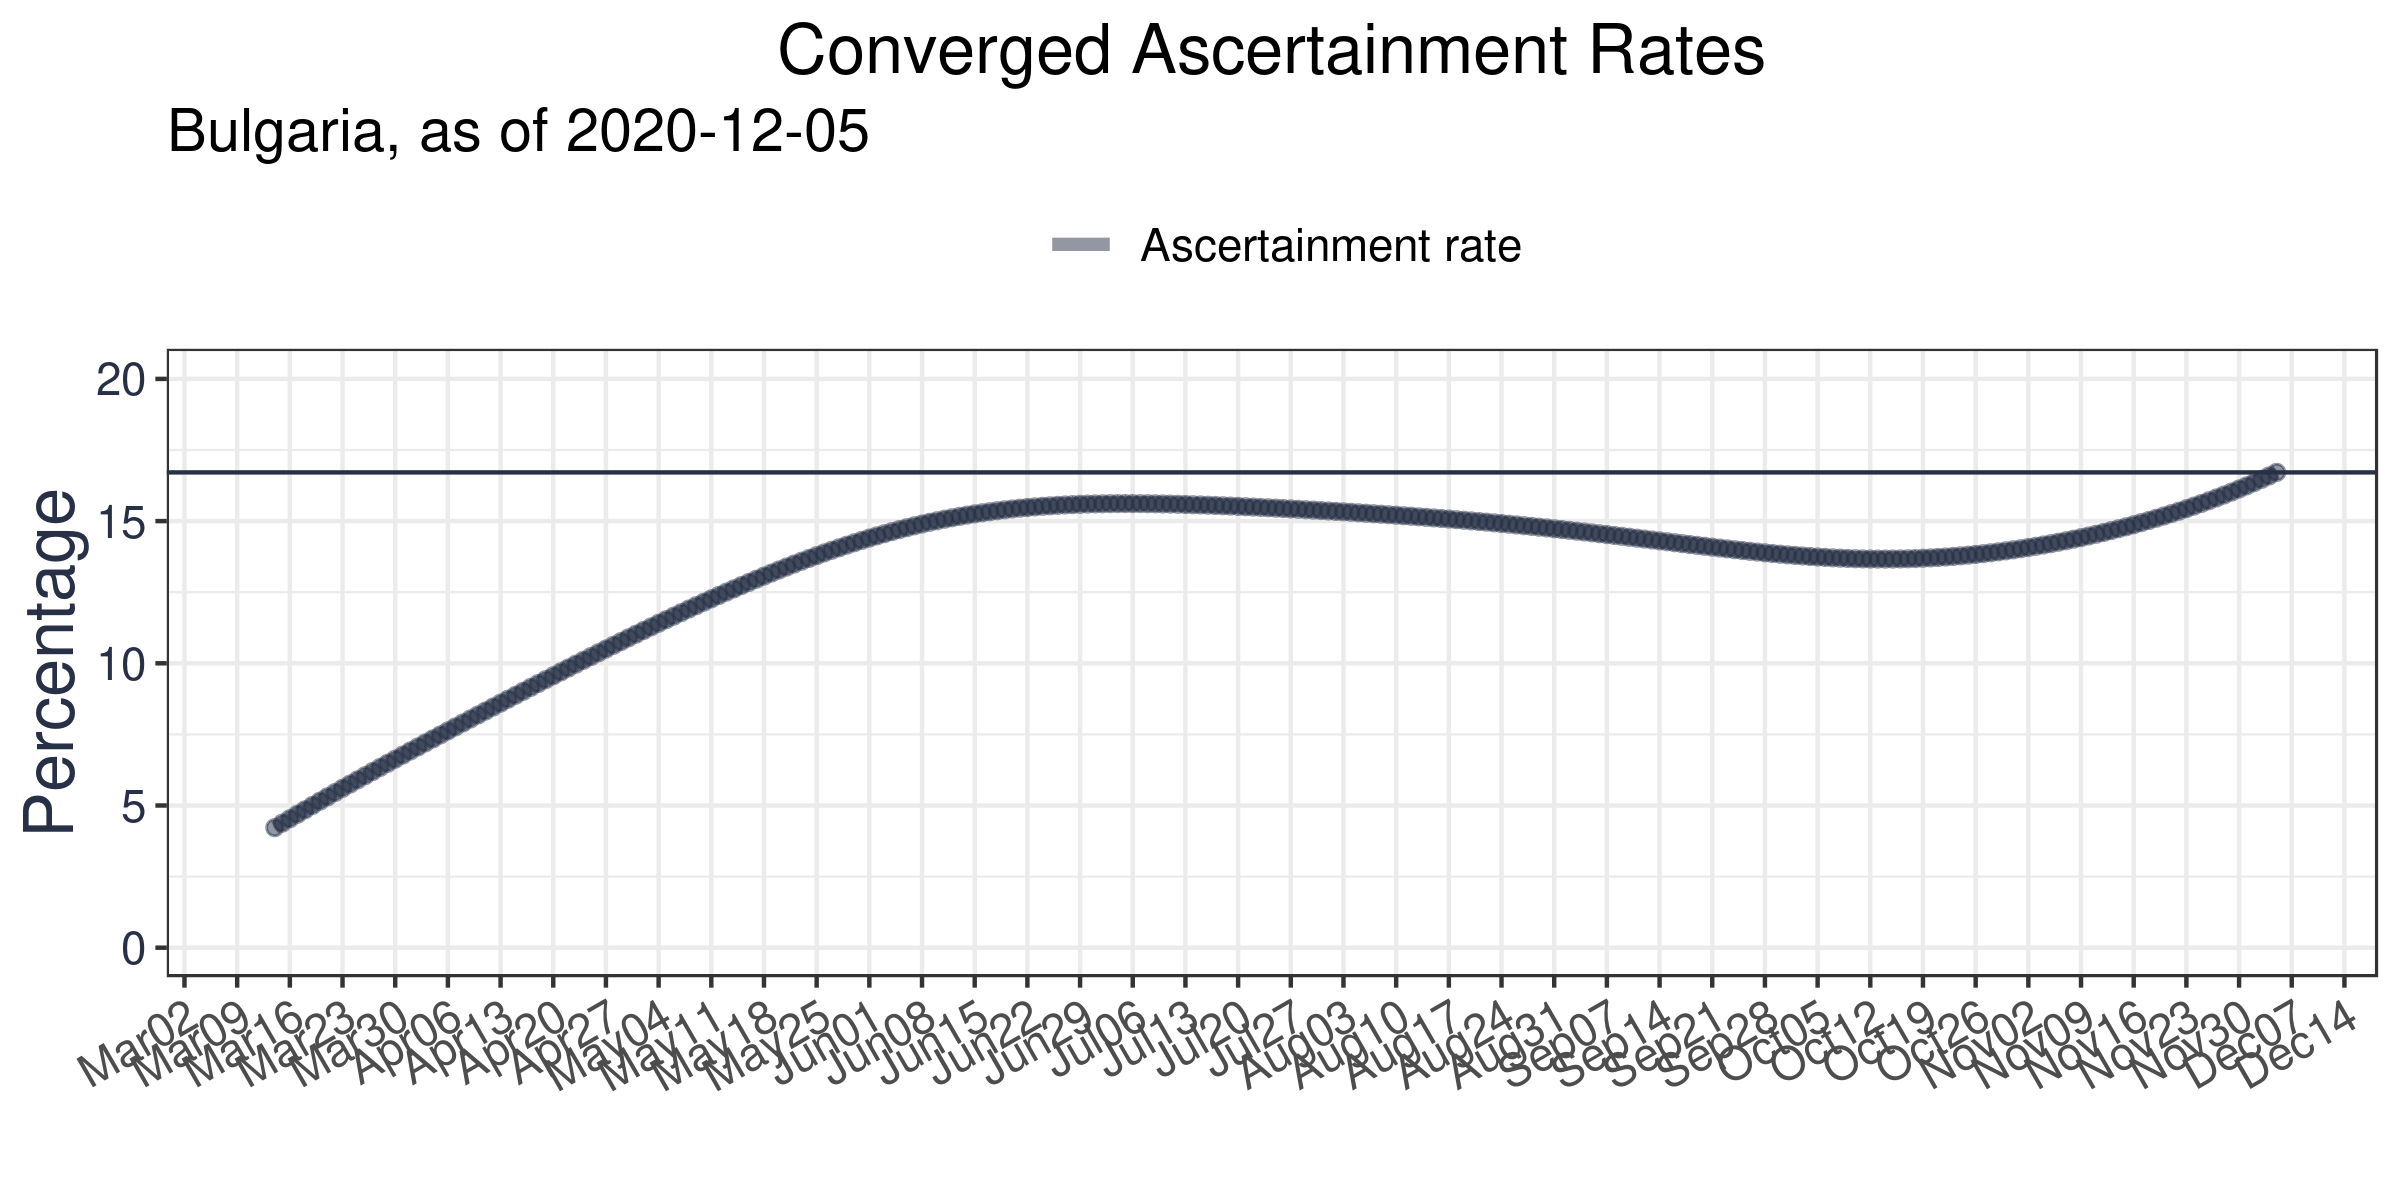 Converged Ascertainment Rates
Bulgaria, as of 2020-12-05
Ascertainment rate
Percentage
20
15
10
5
0
Mar02
Mar09
Mar16
Mar23
Mar30
Apr06
Apr13
Apr20
Apr27
May04
May11
May18
May25
Jun01
Jun08
Jun15
Jun22
Jun29
Jul06
Jul13
Jul20
Jul27
Aug03
Aug10
Aug17
Aug24
Aug31
Sep07
Sep14
Sep21
Sep28
Oct05
Oct12
Oct19
Oct26
Nov02
Nov09
Nov16
Nov23
Nov30
Dec07
Dec14